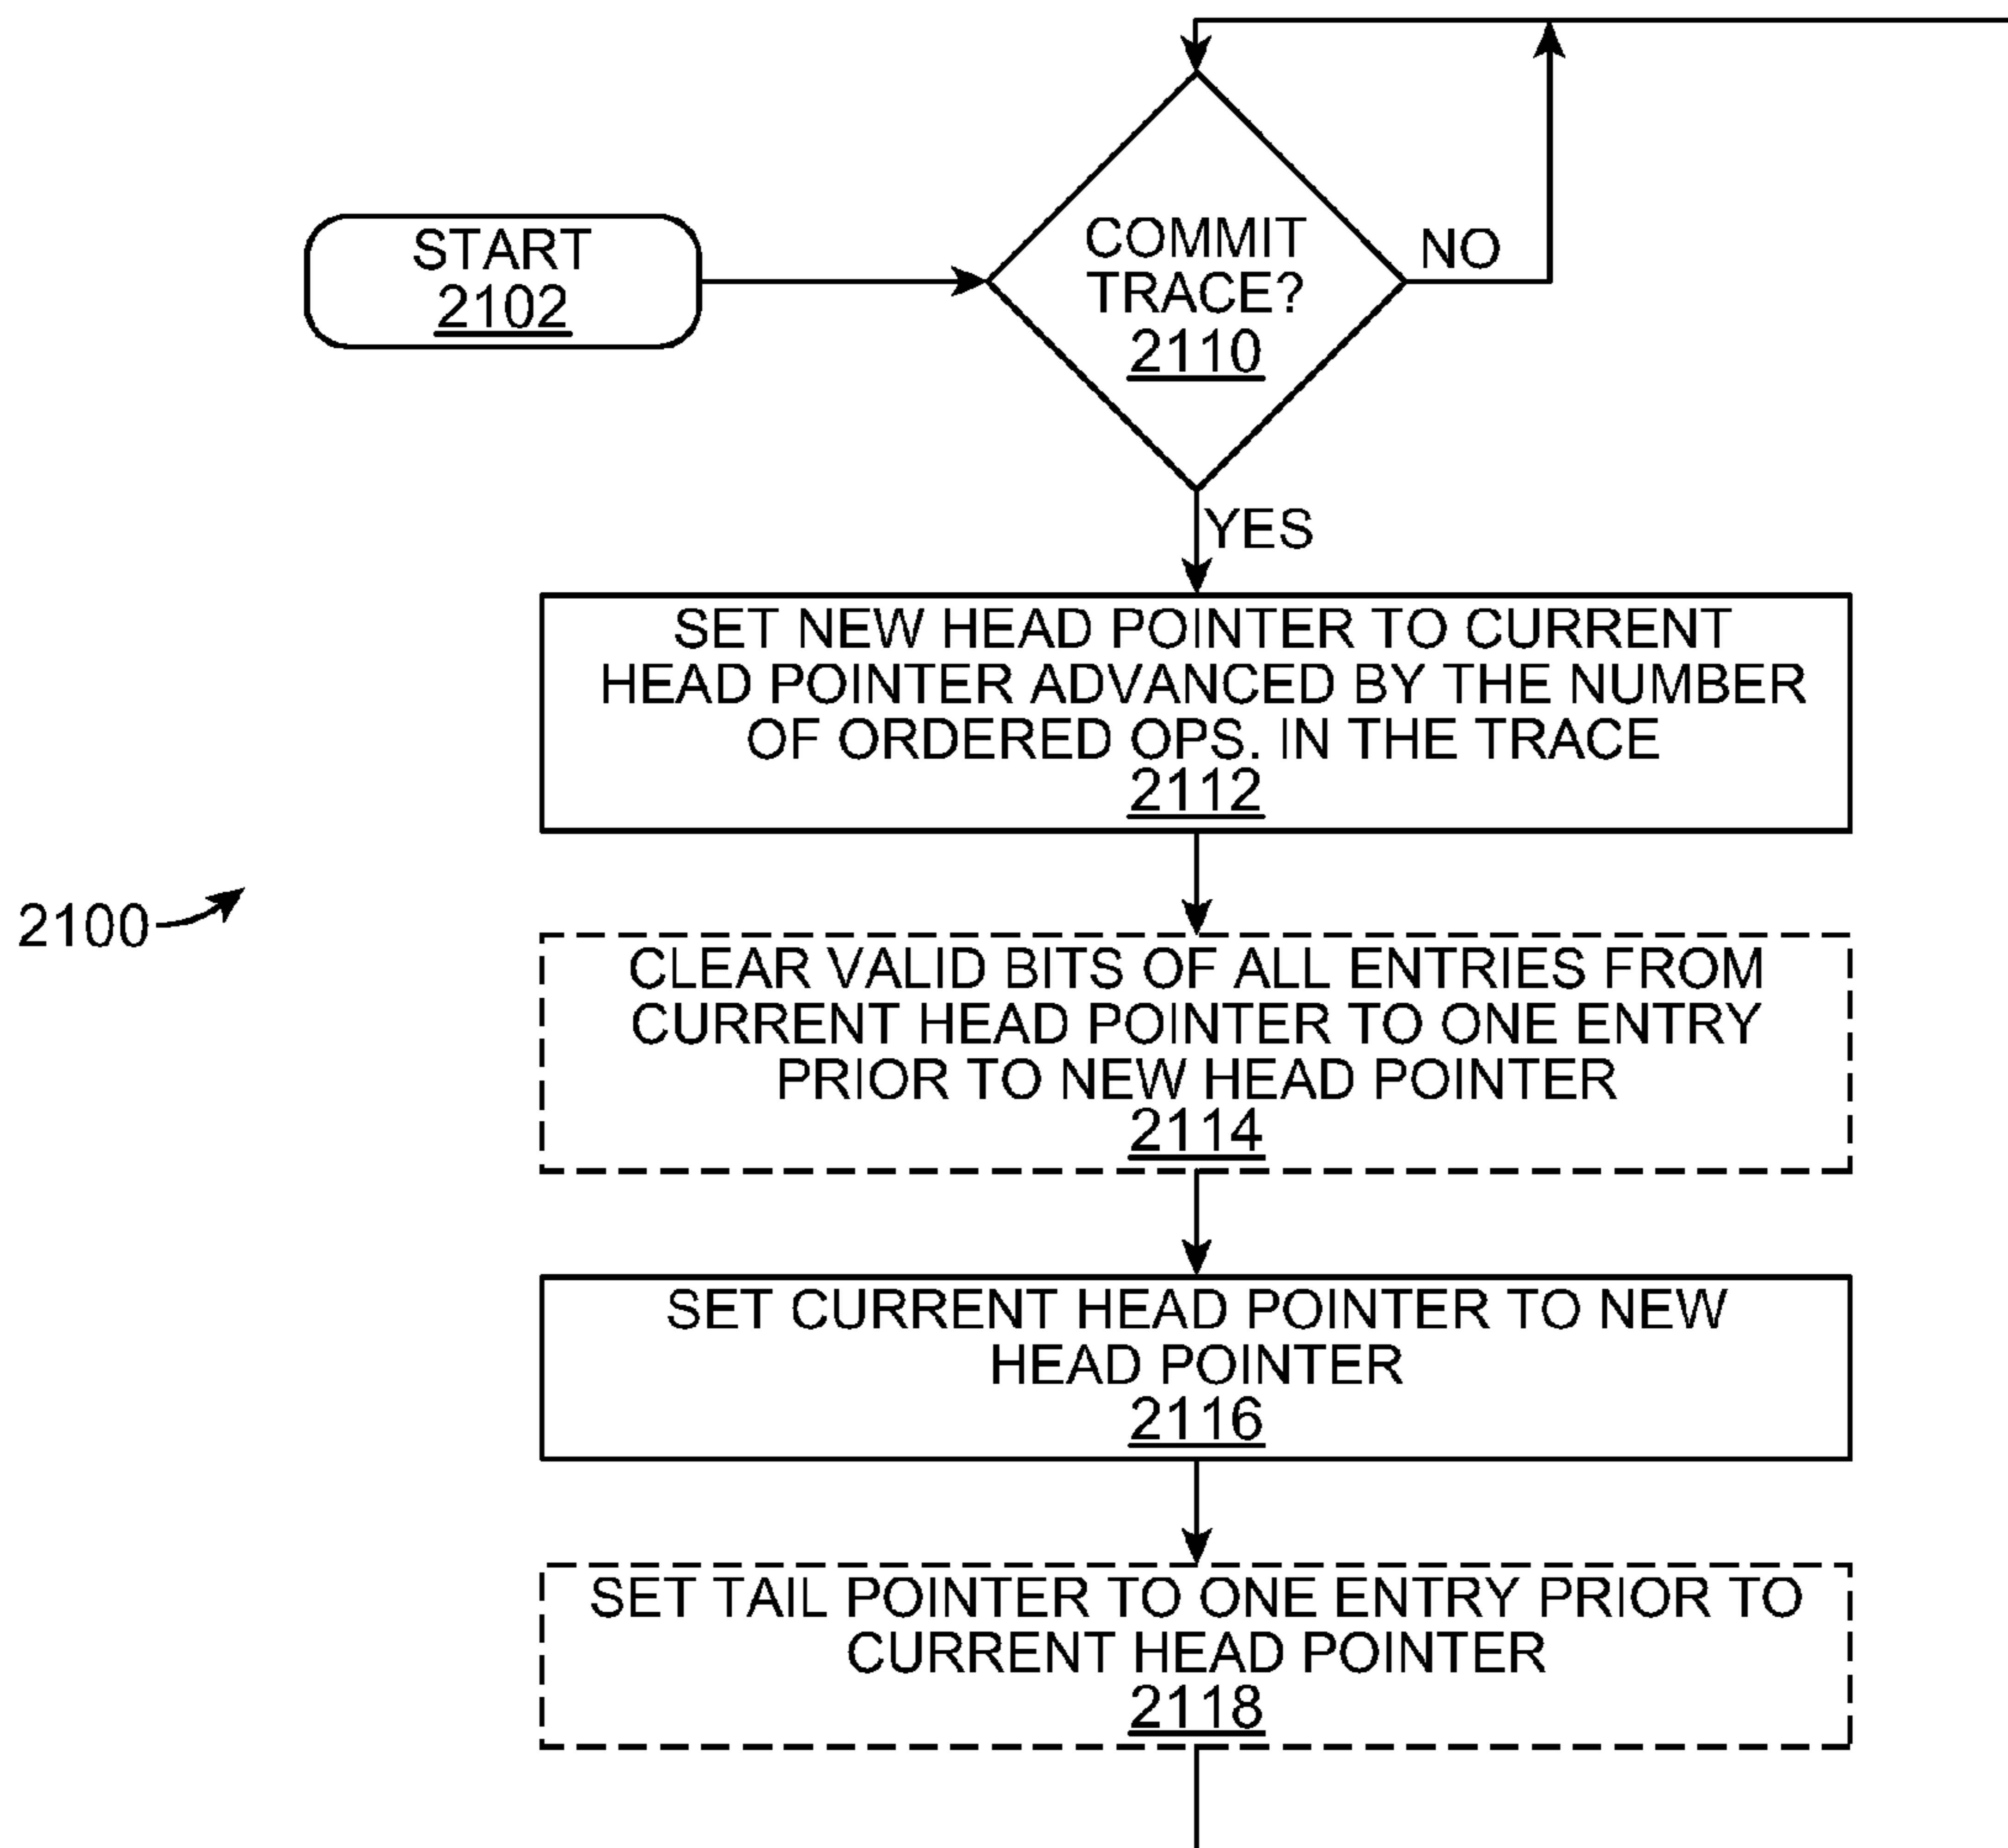 START
2102
COMMIT
TRACE?
2110
NO
YES
SET NEW HEAD POINTER TO CURRENT
HEAD POINTER ADVANCED BY THE NUMBER
OF ORDERED OPS. IN THE TRACE
2112
2100
CLEAR VALID BITS OF ALL ENTRIES FROM
CURRENT HEAD POINTER TO ONE ENTRY
PRIOR TO NEW HEAD POINTER
2114
SET CURRENT HEAD POINTER TO NEW
HEAD POINTER
2116
SET TAIL POINTER TO ONE ENTRY PRIOR TO
CURRENT HEAD POINTER
2118